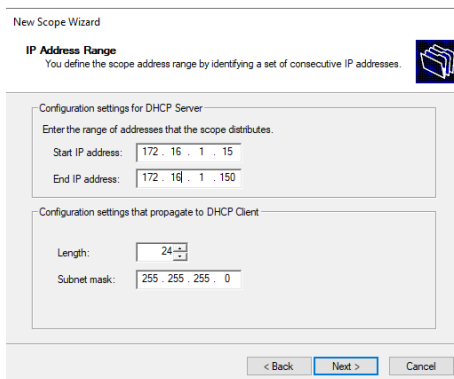 New Scope Wizard
IP Address Range
You define the scope address range by identifying a set of consecutive IP addresses.
Configuration settings for DHCP Server
Enter the range of addresses that the scope distributes.
Start IP address: 172 . 16 . 1 . 15
End IP address: 172 . 16 . 1 . 150
Configuration settings that propagate to DHCP Client
Length: 24
Subnet mask: 255 . 255 . 255 . 0
< Back Next > Cancel